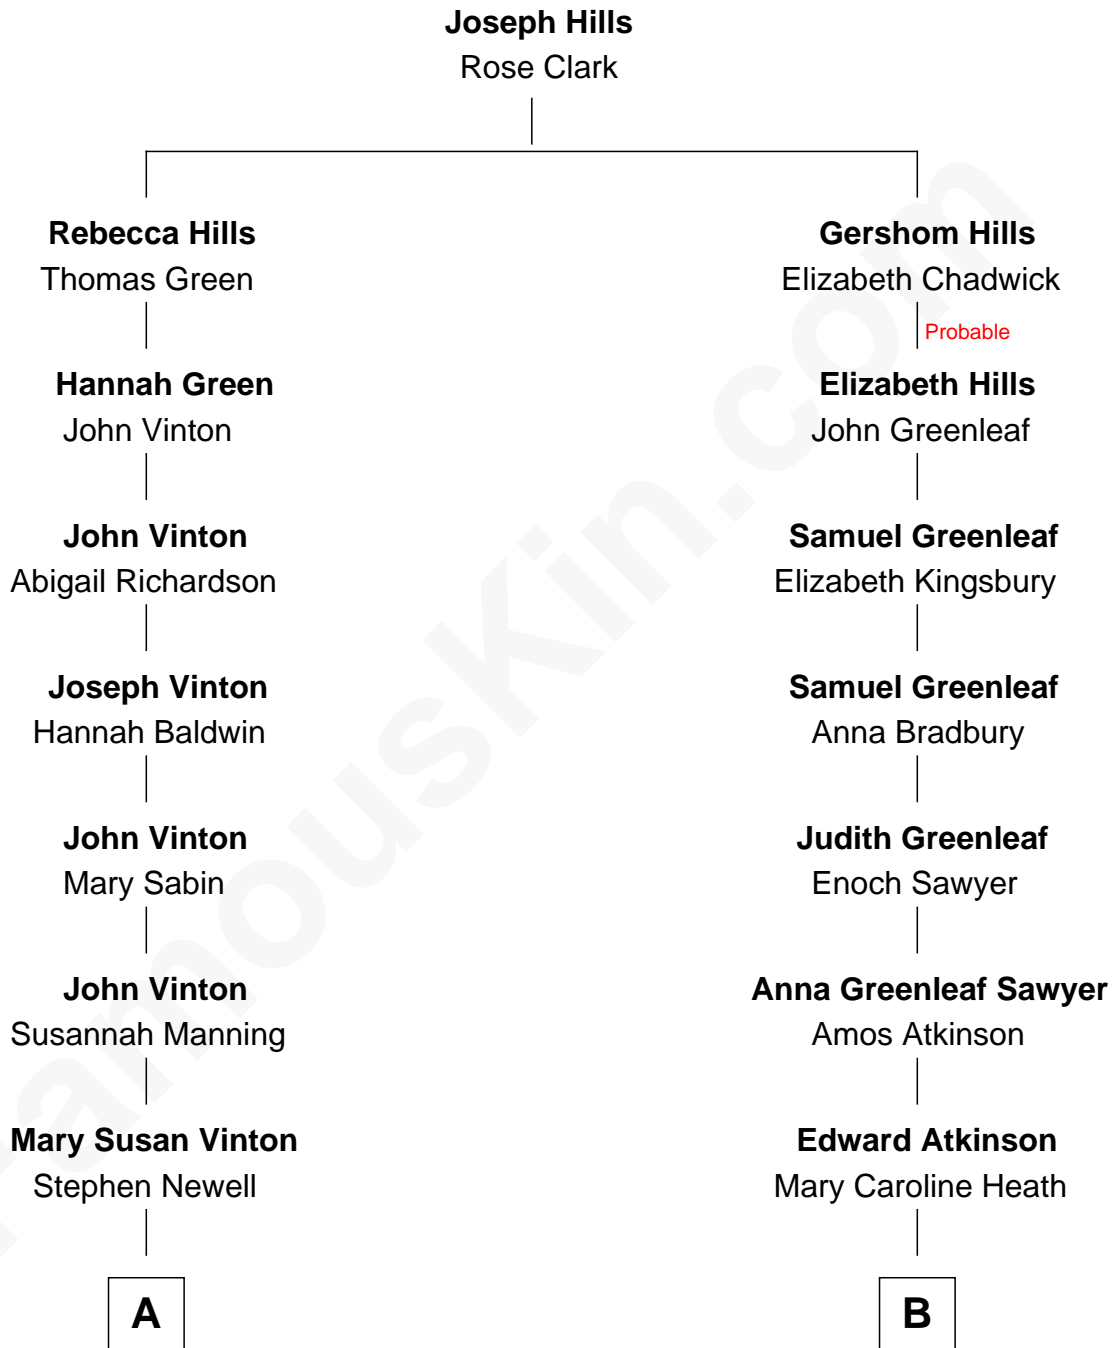 Joseph Hills
Rose Clark
Rebecca Hills
Thomas Green
Gershom Hills
Elizabeth Chadwick
Probable
Hannah Green
John Vinton
Elizabeth Hills
John Greenleaf
John Vinton
Abigail Richardson
Samuel Greenleaf
Elizabeth Kingsbury
Joseph Vinton
Hannah Baldwin
Samuel Greenleaf
Anna Bradbury
John Vinton
Mary Sabin
Judith Greenleaf
Enoch Sawyer
John Vinton
Susannah Manning
Anna Greenleaf Sawyer
Amos Atkinson
Mary Susan Vinton
Stephen Newell
Edward Atkinson
Mary Caroline Heath
A
B
FamousKin.com